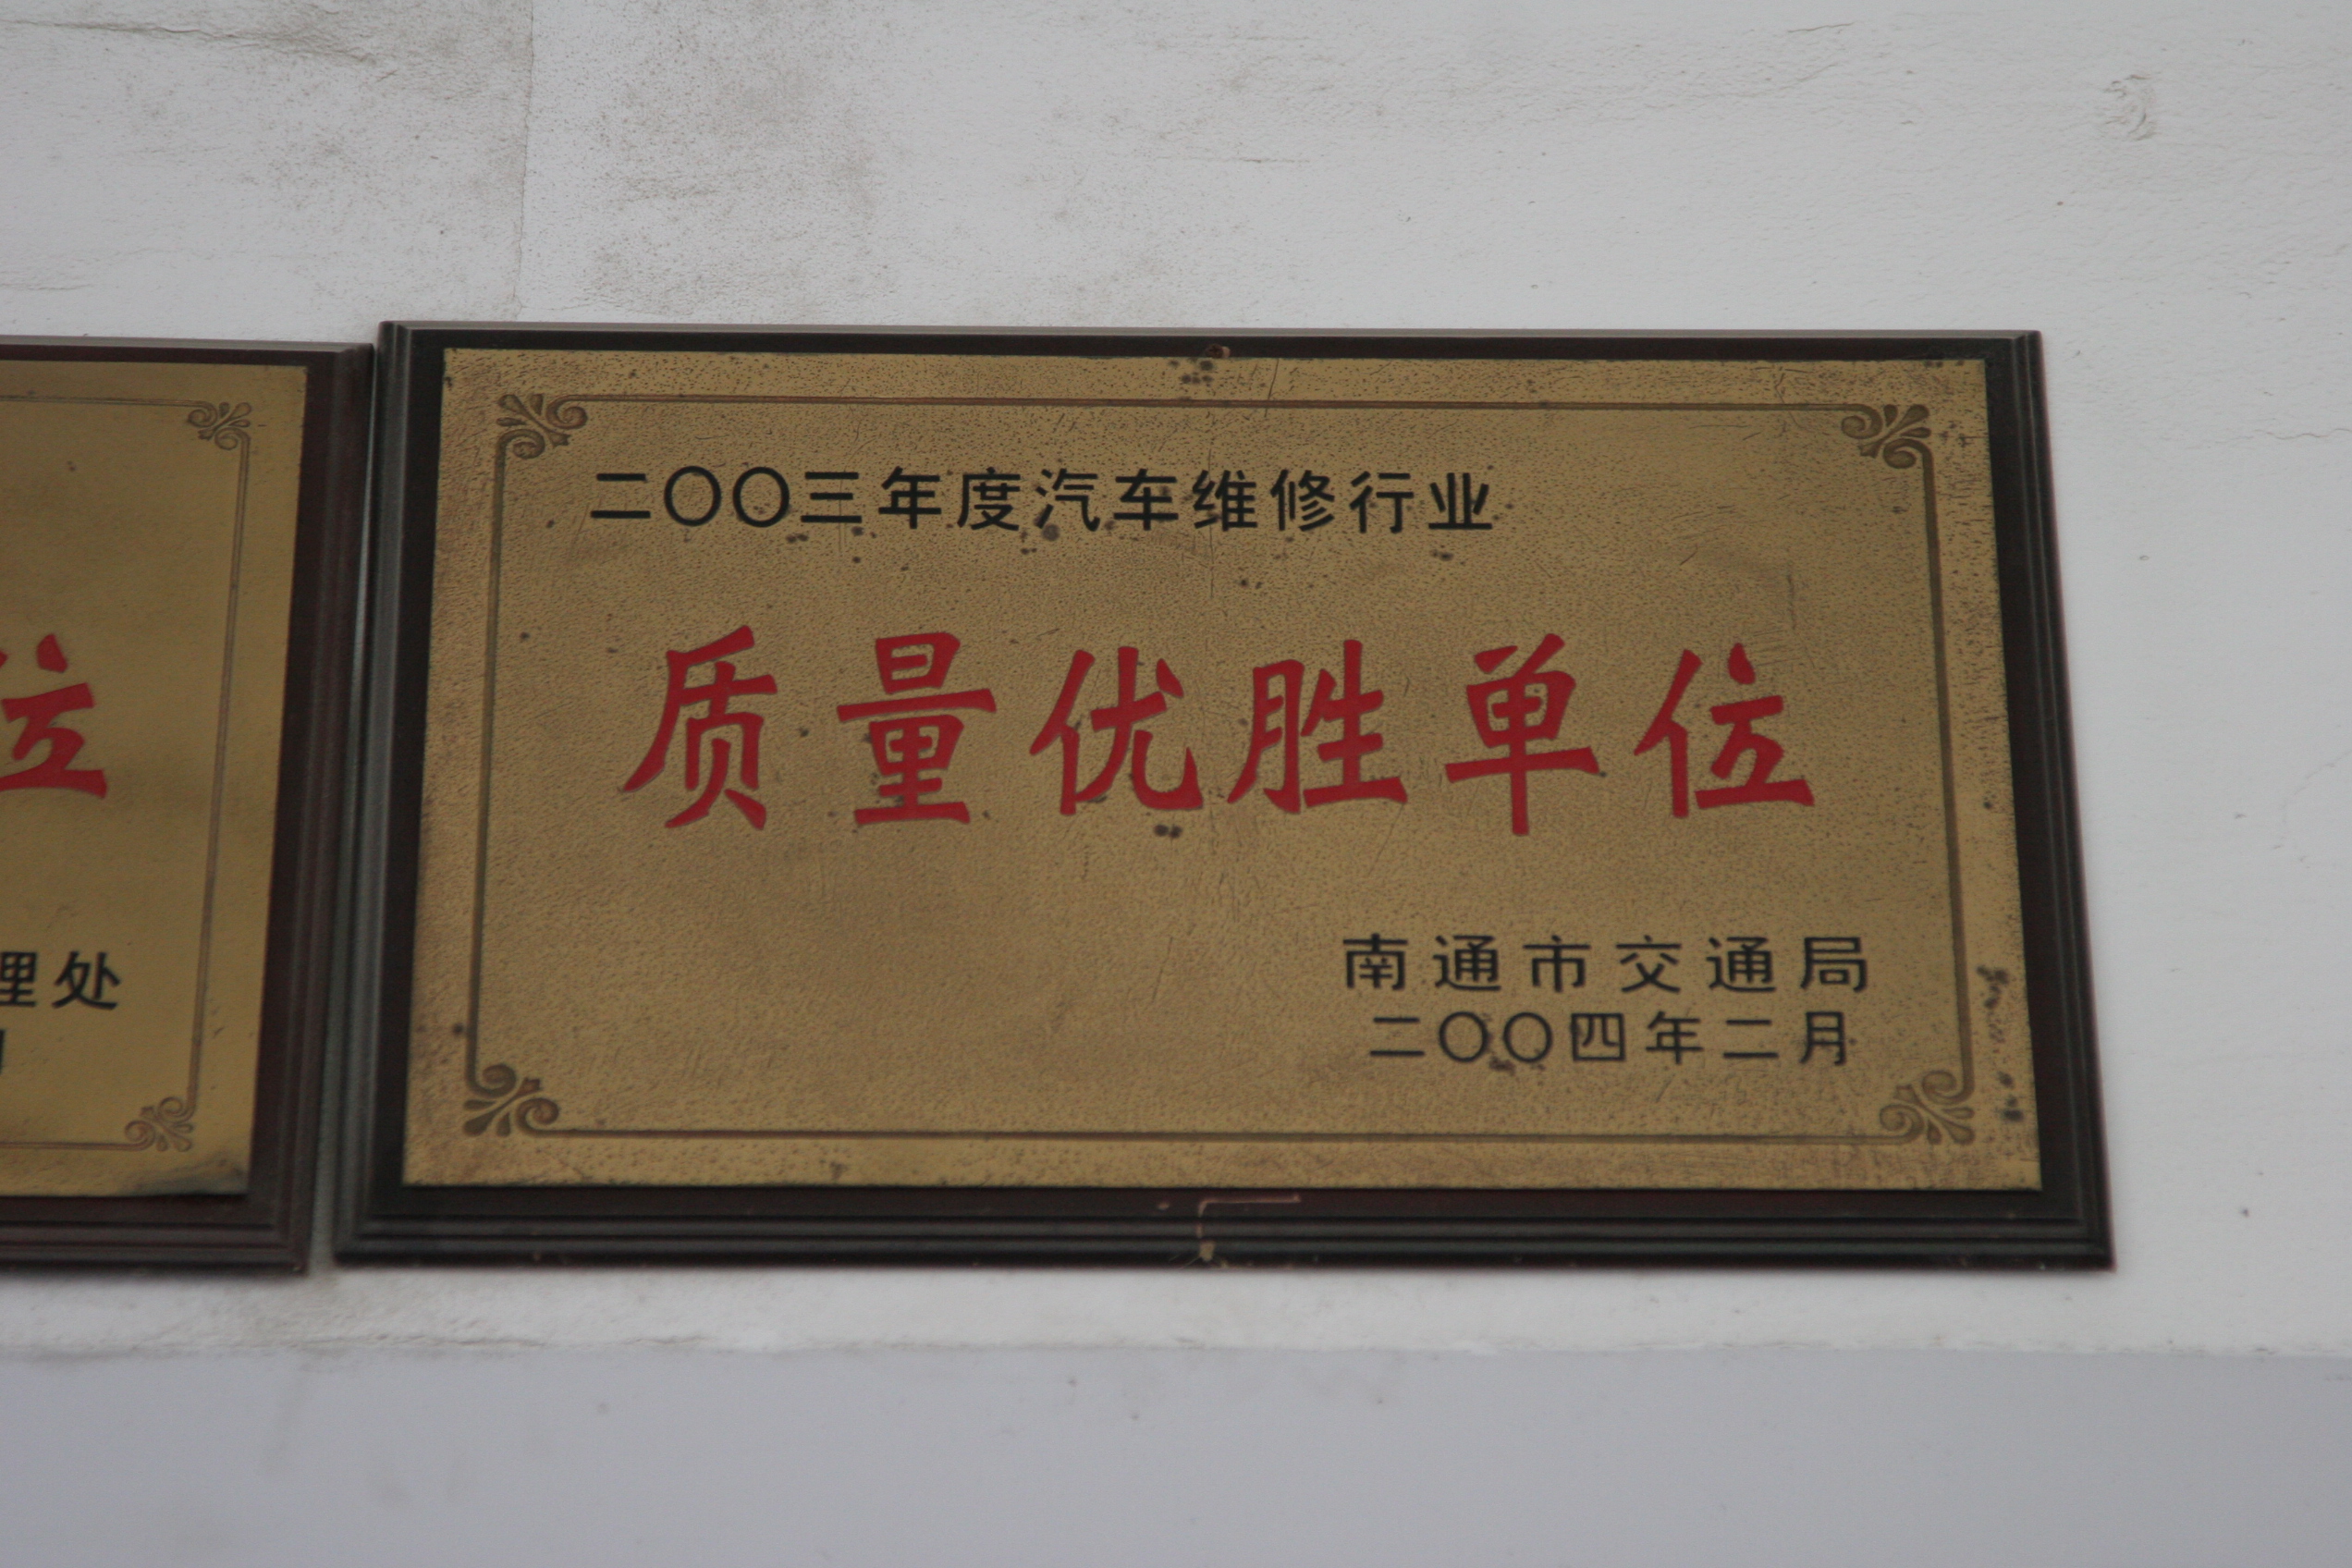 位
理处
二〇〇三年度汽车维修行业
质量优胜单位
南通市交通局
二〇〇四年二月